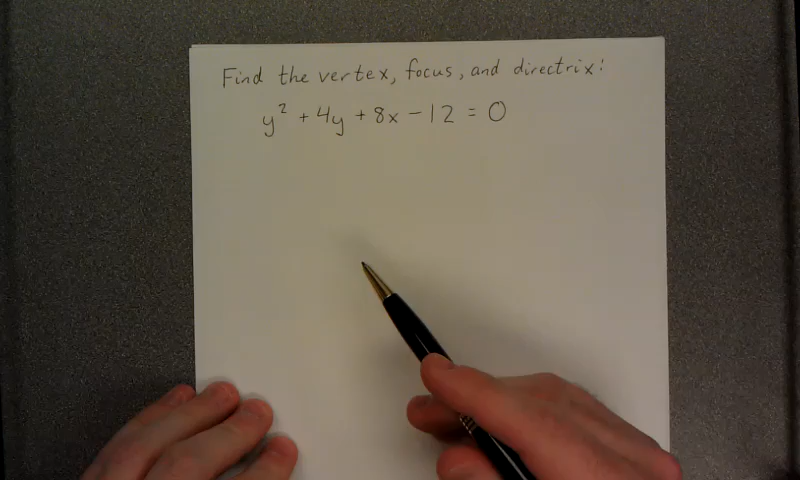 Find the vertex, focus, and directrix:
y² + 4y + 8x - 12 = 0